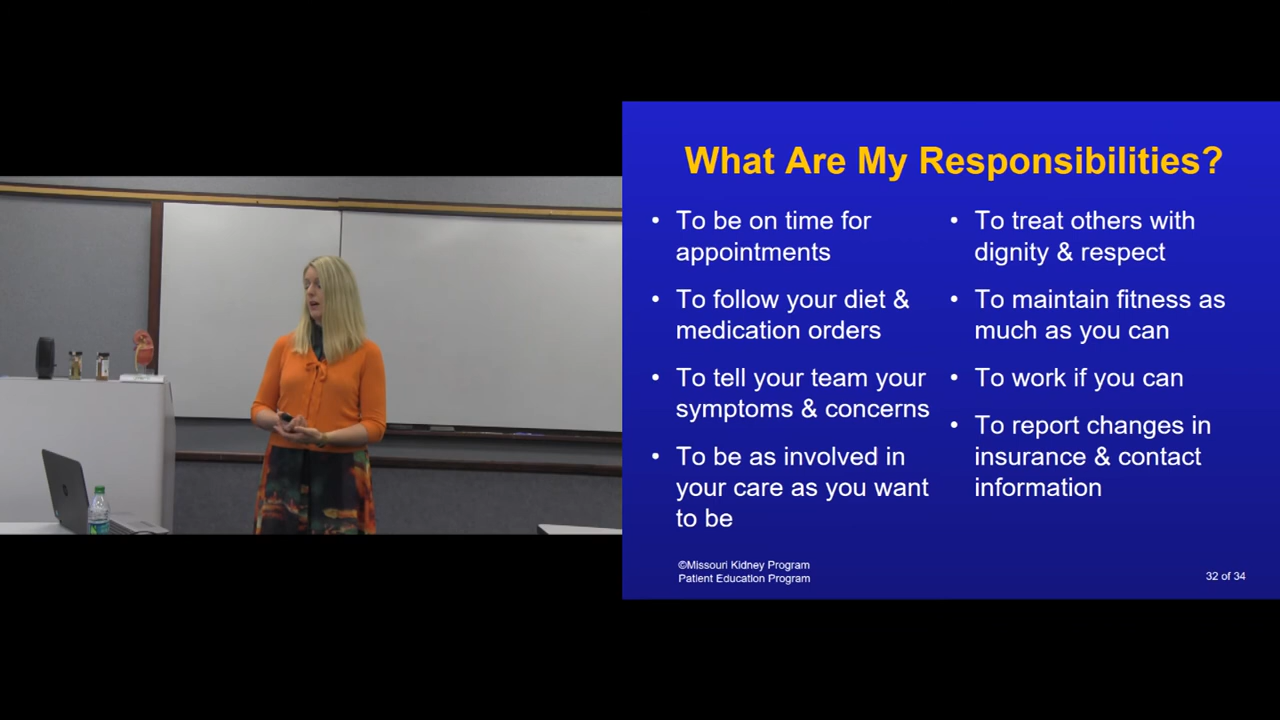 What Are My Responsibilities?
• To be on time for
appointments
• To follow your diet &
medication orders
• To tell your team your
symptoms & concerns
• To be as involved in
your care as you want
to be
• To treat others with
dignity & respect
• To maintain fitness as
much as you can
• To work if you can
• To report changes in
insurance & contact
information
©Missouri Kidney Program
Patient Education Program
32 of 34